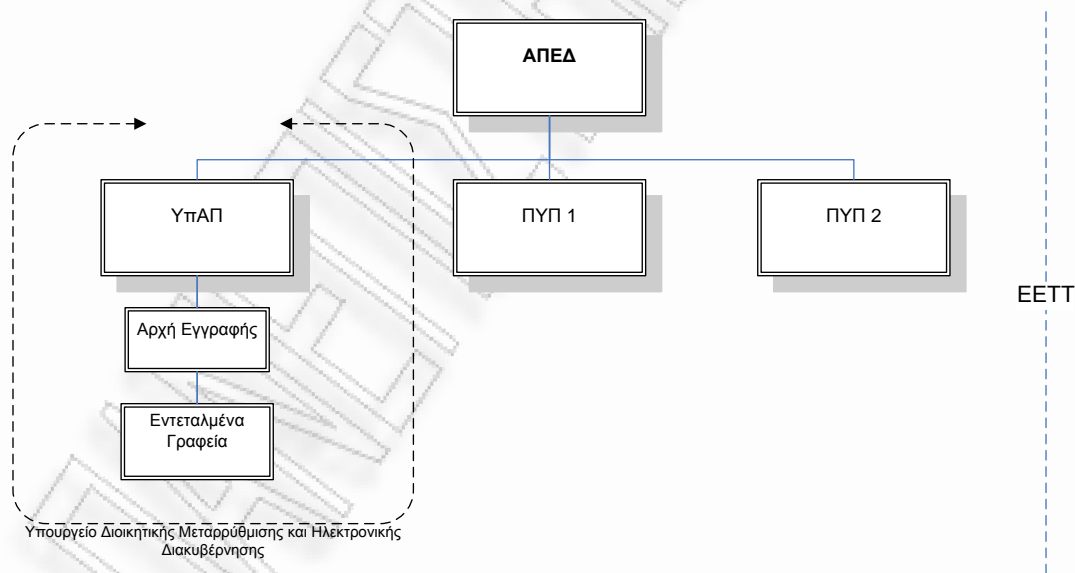 ΑΠΕΔ
ΥπΑΠ
ΠΥΠ 1
ΠΥΠ 2
ΕΕΤΤ
Αρχή Εγγραφής
Εντεταλμένα
Γραφεία
Υπουργείο Διοικητικής Μεταρρύθμισης και Ηλεκτρονικής
Διακυβέρνησης